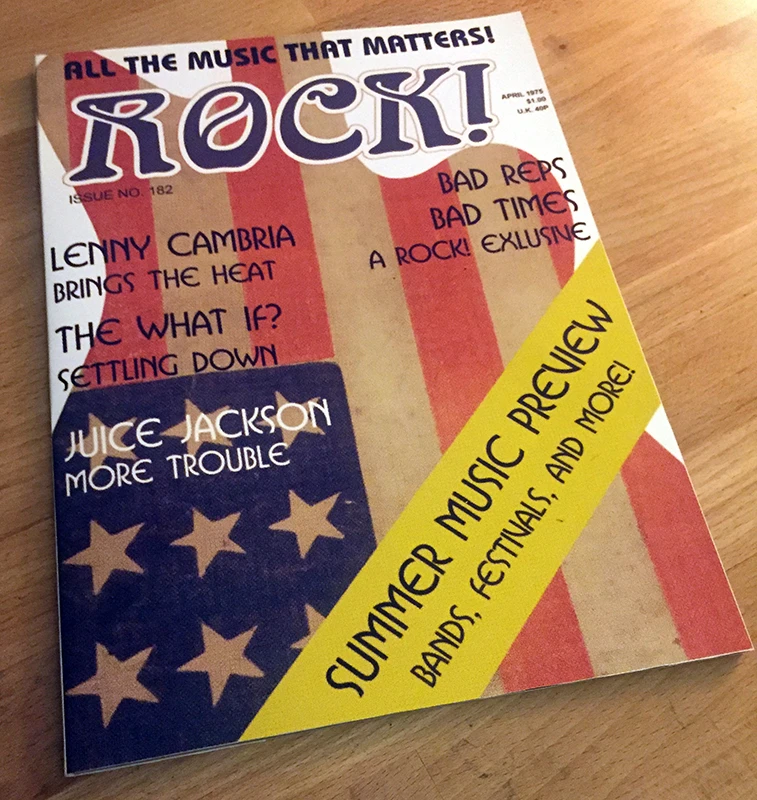 ALL THE MUSIC THAT MATTERS!
ROCK!
APRIL 1975
$1.00
U.K. 40P
ISSUE NO. 182
BAD REPS
BAD TIMES
A ROCK! EXLUSIVE
LENNY CAMBRIA
BRINGS THE HEAT
THE WHAT IF?
SETTLING DOWN
JUICE JACKSON
MORE TROUBLE
SUMMER MUSIC PREVIEW
BANDS, FESTIVALS, AND MORE!